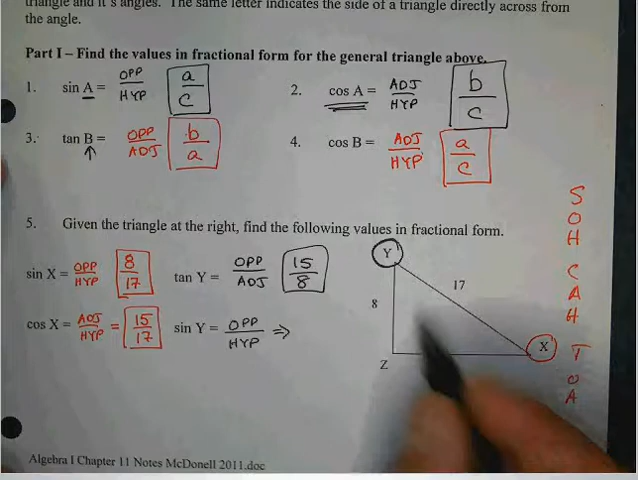 triangle and it's angles. The same letter indicates the side of a triangle directly across from
the angle.
Part I – Find the values in fractional form for the general triangle above.
1. sin A = OPP/HYP a/c
2. cos A = ADJ/HYP b/c
3. tan B = OPP/ADJ b/a
4. cos B = ADJ/HYP a/c
5. Given the triangle at the right, find the following values in fractional form.
sin X = OPP/HYP 8/17
tan Y = OPP/ADJ 15/8
cos X = ADJ/HYP = 15/17
sin Y = OPP/HYP ⇒
Y
17
8
X
Z
S
O
H
C
A
H
T
O
A
Algebra I Chapter 11 Notes McDonell 2011.doc